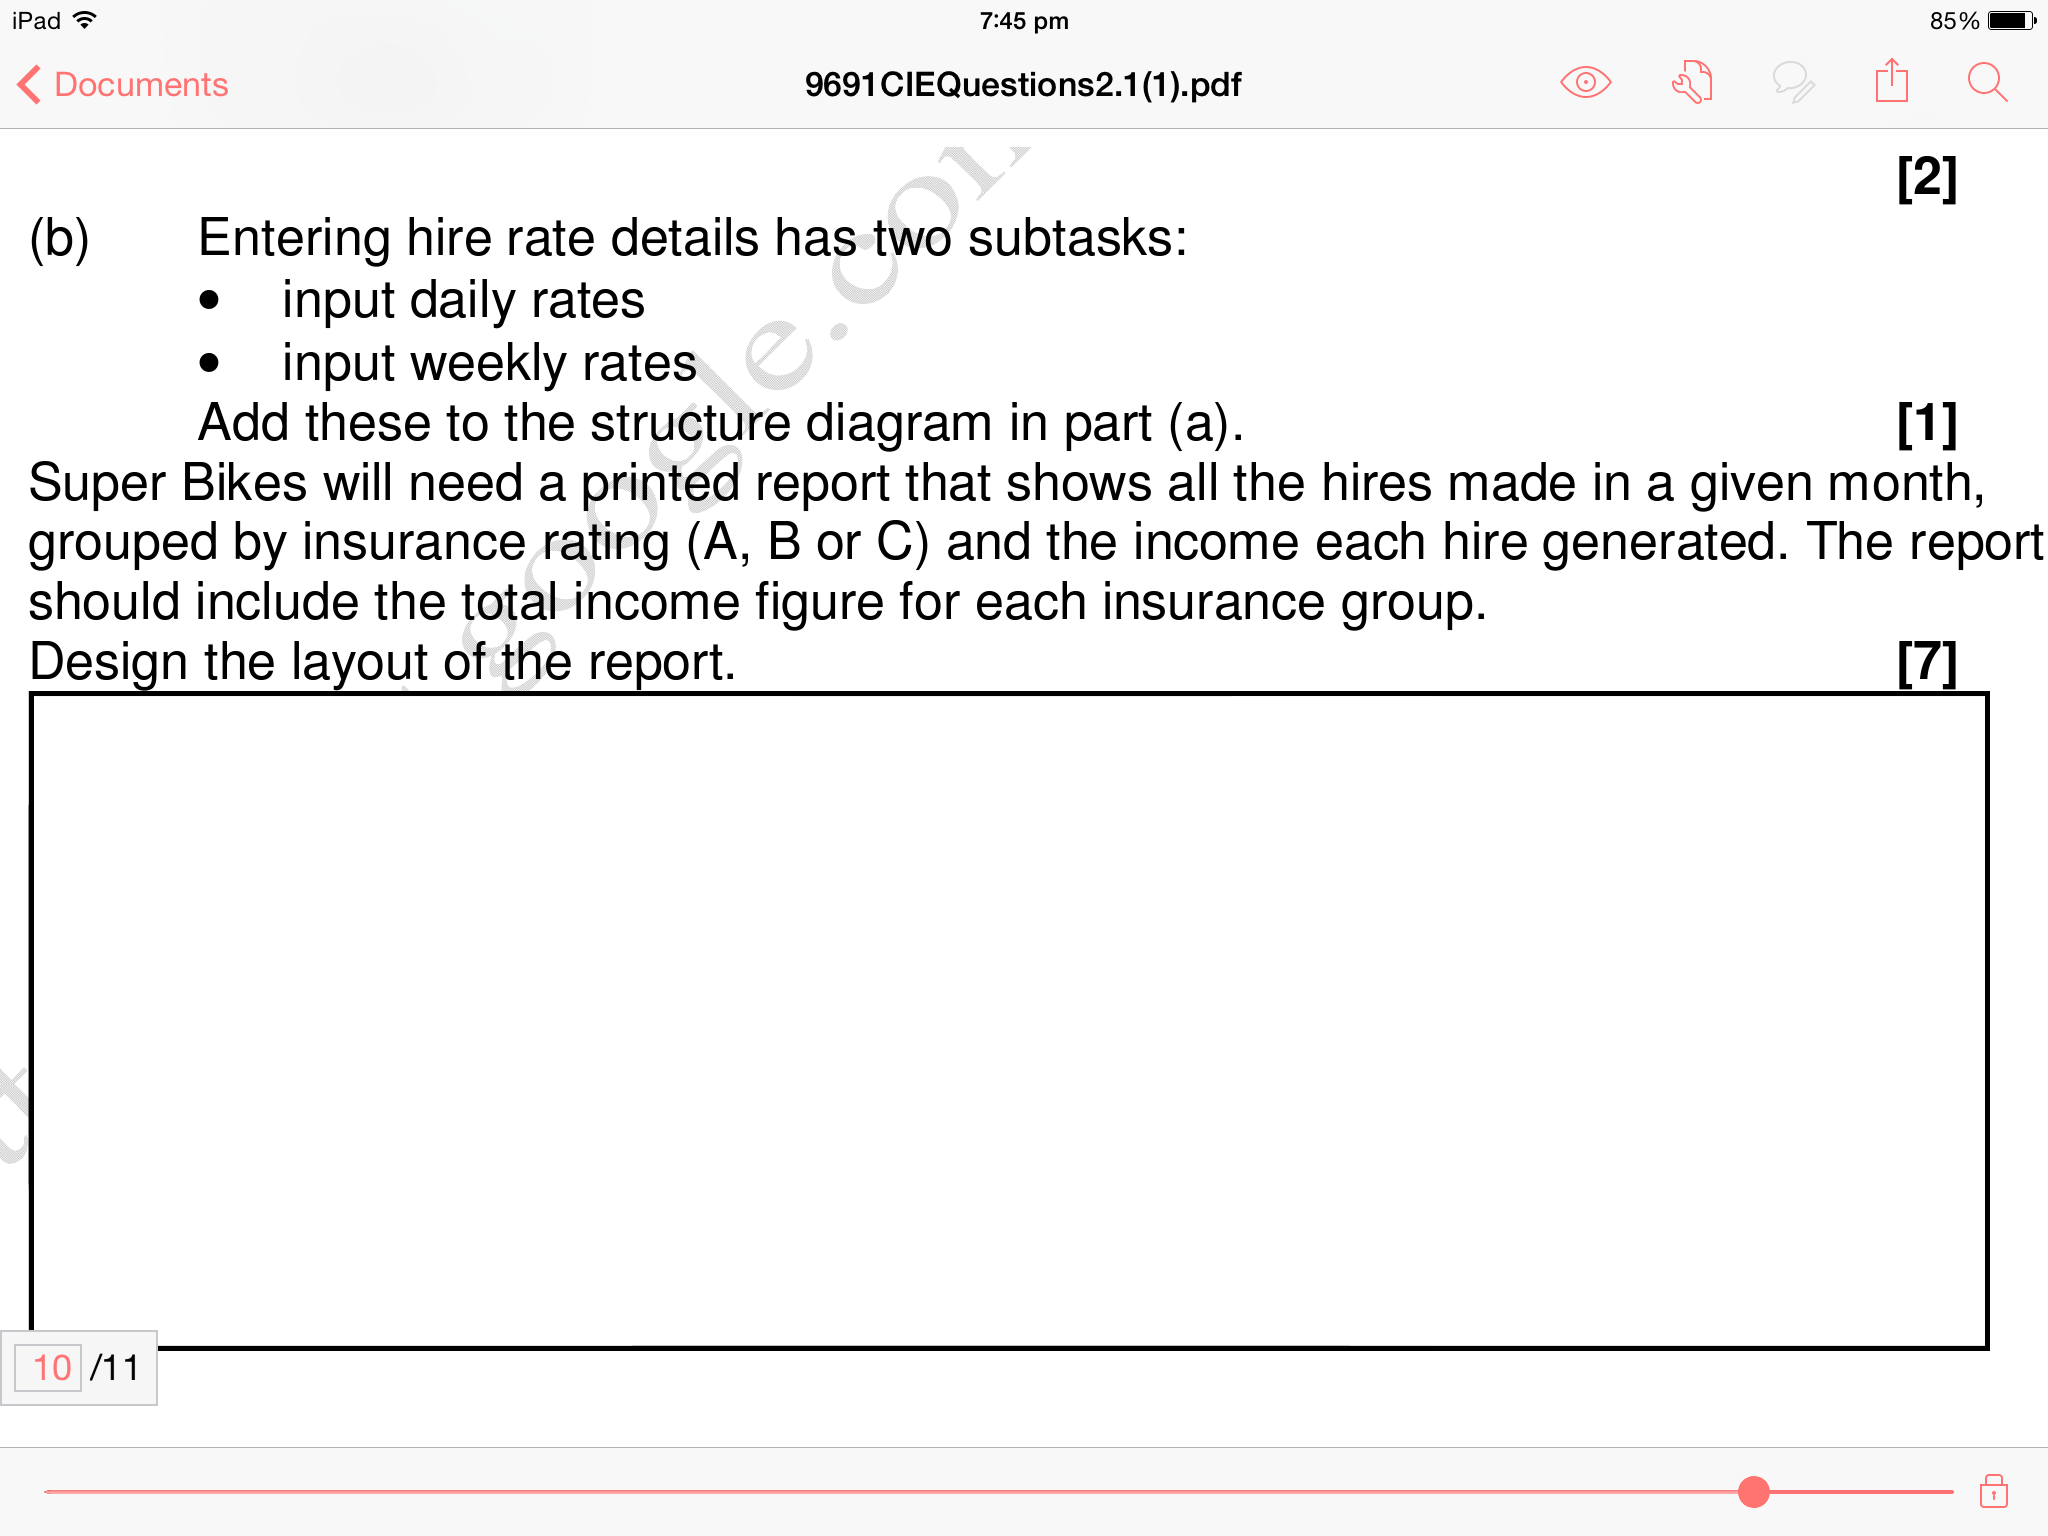 iPad 7:45 pm 85%
Documents 9691CIEQuestions2.1(1).pdf
[2]
(b) Entering hire rate details has two subtasks:
• input daily rates
• input weekly rates
Add these to the structure diagram in part (a). [1]
Super Bikes will need a printed report that shows all the hires made in a given month,
grouped by insurance rating (A, B or C) and the income each hire generated. The report
should include the total income figure for each insurance group.
Design the layout of the report. [7]
google.com
10 /11